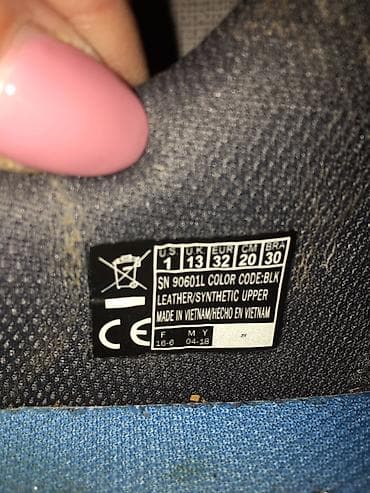 US UK EUR CM BRA
1 13 32 20 30
SN 90601L COLOR CODE:BLK
LEATHER/SYNTHETIC UPPER
MADE IN VIETNAM/HECHO EN VIETNAM
CE
F M Y
16-6 04-18